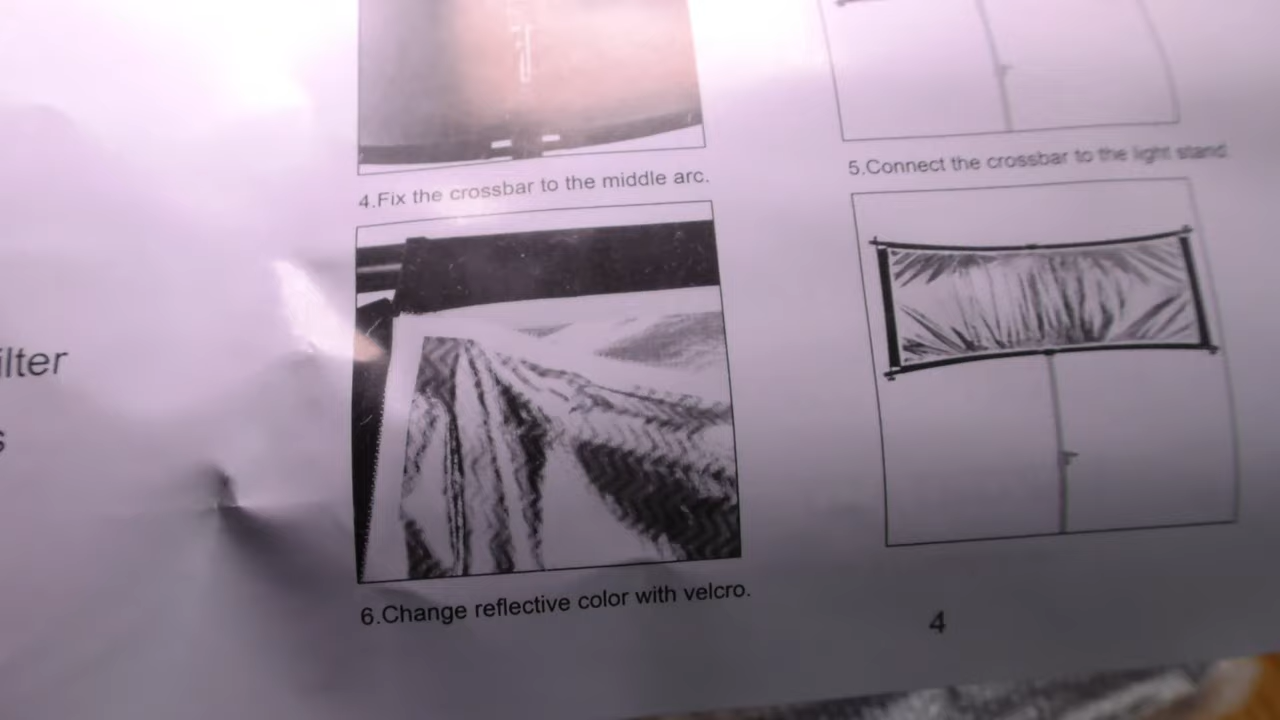 4.Fix the crossbar to the middle arc.
5.Connect the crossbar to the light stand
ilter
s
6.Change reflective color with velcro.
4